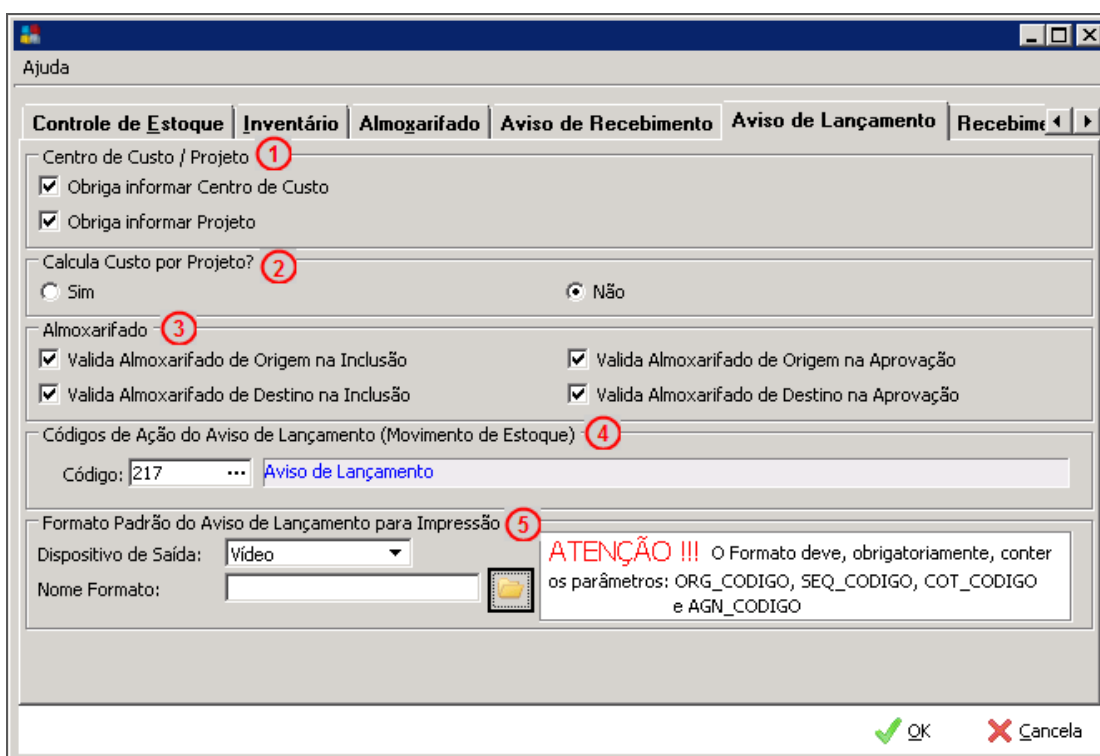 Ajuda
Controle de Estoque Inventário Almoxarifado Aviso de Recebimento Aviso de Lançamento Recebime
Centro de Custo / Projeto 1
Obriga informar Centro de Custo
Obriga informar Projeto
Calcula Custo por Projeto? 2
Sim Não
Almoxarifado 3
Valida Almoxarifado de Origem na Inclusão Valida Almoxarifado de Origem na Aprovação
Valida Almoxarifado de Destino na Inclusão Valida Almoxarifado de Destino na Aprovação
Códigos de Ação do Aviso de Lançamento (Movimento de Estoque) 4
Código: 217 ... Aviso de Lançamento
Formato Padrão do Aviso de Lançamento para Impressão 5
Dispositivo de Saída: Vídeo
Nome Formato:
ATENÇÃO !!! O Formato deve, obrigatoriamente, conter
os parâmetros: ORG_CODIGO, SEQ_CODIGO, COT_CODIGO
e AGN_CODIGO
OK Cancela